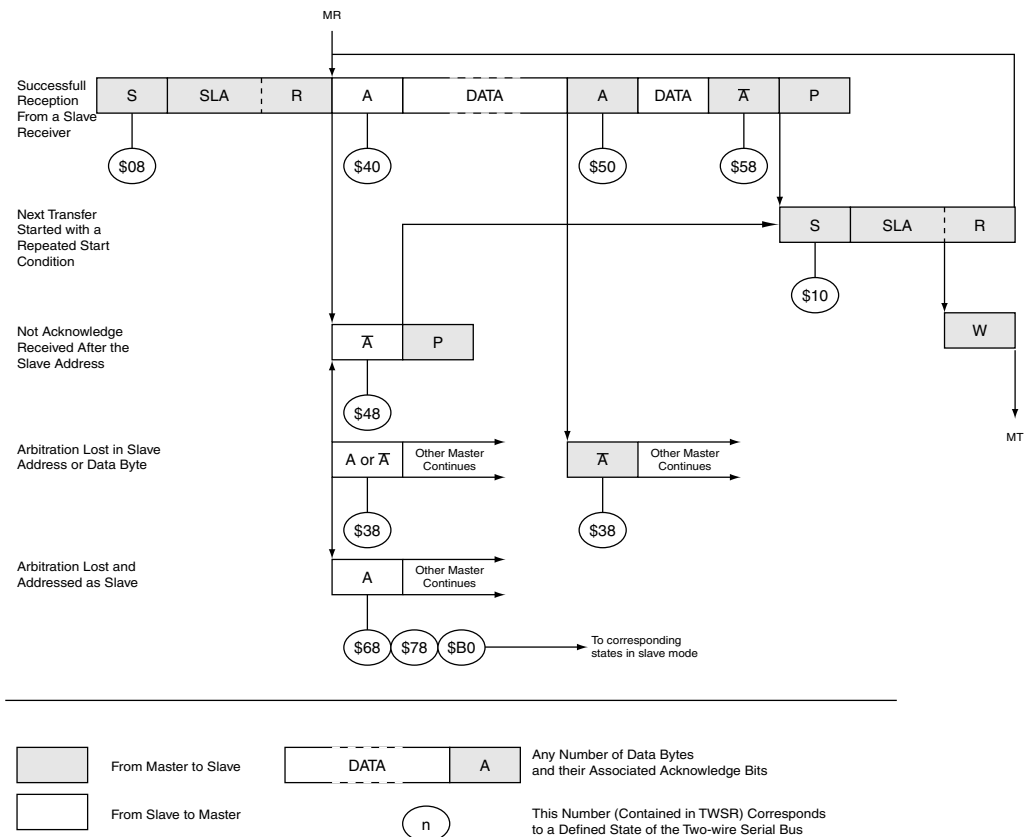 MR
Successfull
Reception
From a Slave
Receiver
S SLA R A DATA A DATA A̅ P
$08 $40 $50 $58
Next Transfer
Started with a
Repeated Start
Condition
S SLA R
$10
Not Acknowledge
Received After the
Slave Address
A̅ P
W
$48
MT
Arbitration Lost in Slave
Address or Data Byte
A or A̅
Other Master
Continues
A̅
Other Master
Continues
$38 $38
Arbitration Lost and
Addressed as Slave
A
Other Master
Continues
$68 $78 $B0
To corresponding
states in slave mode
From Master to Slave
DATA A
Any Number of Data Bytes
and their Associated Acknowledge Bits
From Slave to Master
n
This Number (Contained in TWSR) Corresponds
to a Defined State of the Two-wire Serial Bus